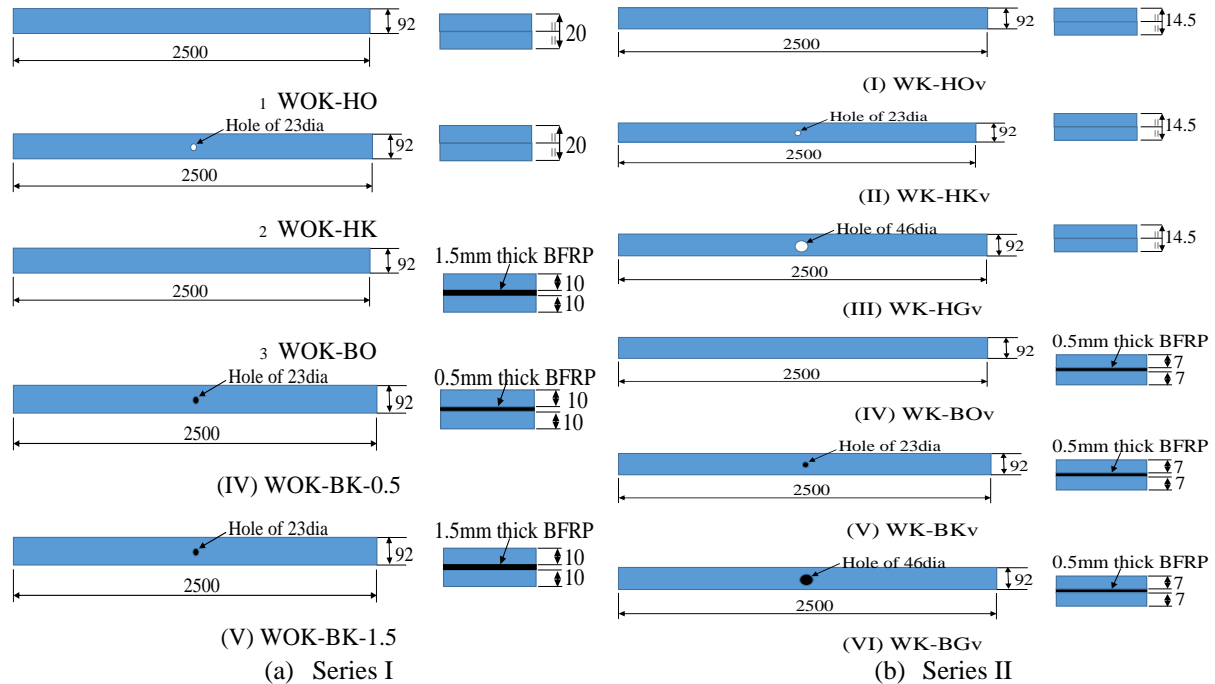 92
20
2500
1 WOK-HO
Hole of 23dia
92
20
2500
2 WOK-HK
92
1.5mm thick BFRP
10
10
2500
3 WOK-BO
Hole of 23dia
92
0.5mm thick BFRP
10
10
2500
(IV) WOK-BK-0.5
Hole of 23dia
92
1.5mm thick BFRP
10
10
2500
(V) WOK-BK-1.5
(a) Series I
92
14.5
2500
(I) WK-HOv
Hole of 23dia
92
14.5
2500
(II) WK-HKv
Hole of 46dia
92
14.5
2500
(III) WK-HGv
92
0.5mm thick BFRP
7
7
2500
(IV) WK-BOv
Hole of 23dia
92
0.5mm thick BFRP
7
7
2500
(V) WK-BKv
Hole of 46dia
92
0.5mm thick BFRP
7
7
2500
(VI) WK-BGv
(b) Series II